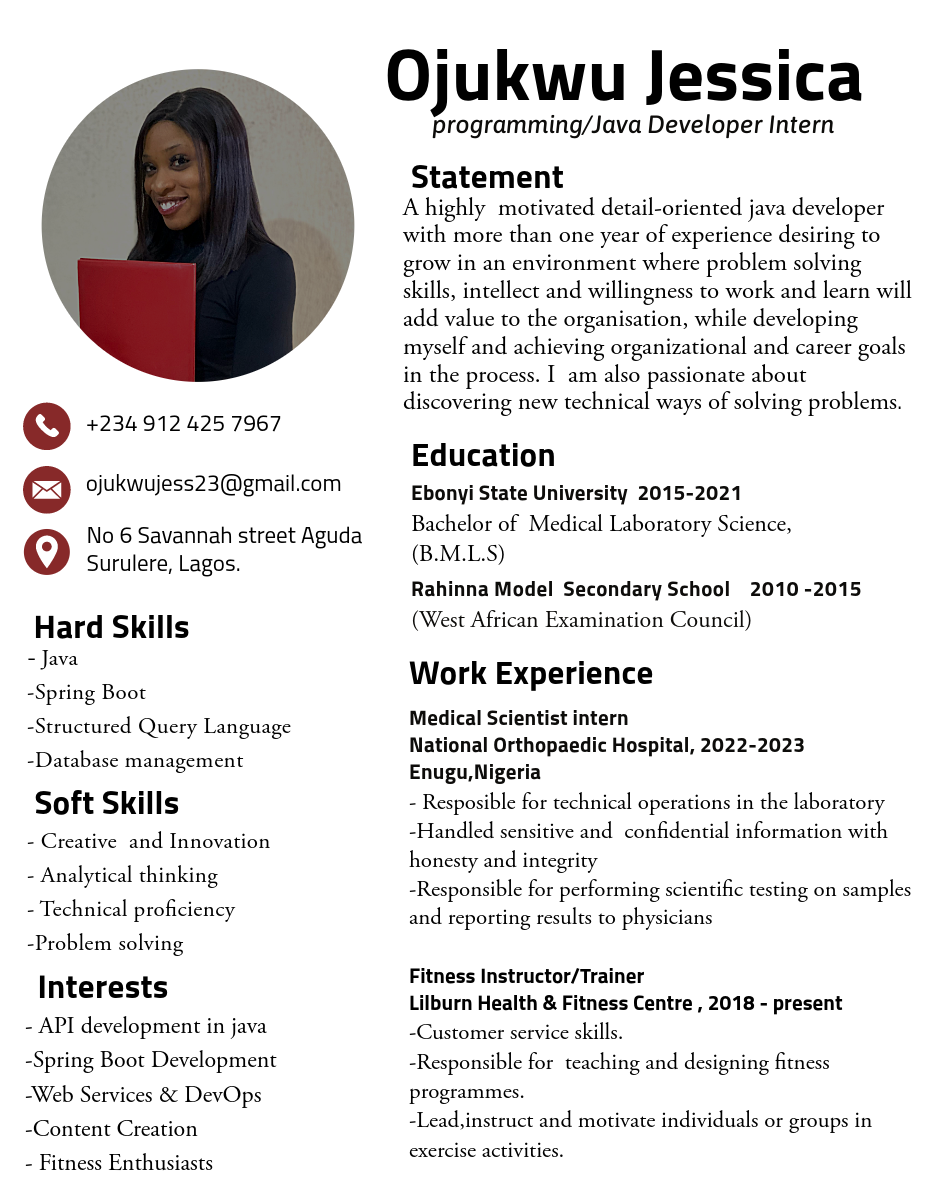 Ojukwu Jessica
programming/Java Developer Intern
+234 912 425 7967
ojukwujess23@gmail.com
No 6 Savannah street Aguda
Surulere, Lagos.
Hard Skills
- Java
-Spring Boot
-Structured Query Language
-Database management
Soft Skills
- Creative  and Innovation
- Analytical thinking
- Technical proficiency
-Problem solving
Interests
- API development in java
-Spring Boot Development
-Web Services & DevOps
-Content Creation
- Fitness Enthusiasts
Statement
A highly  motivated detail-oriented java developer
with more than one year of experience desiring to
grow in an environment where problem solving
skills, intellect and willingness to work and learn will
add value to the organisation, while developing
myself and achieving organizational and career goals
in the process. I  am also passionate about
discovering new technical ways of solving problems.
Education
Ebonyi State University  2015-2021
Bachelor of  Medical Laboratory Science,
(B.M.L.S)
Rahinna Model  Secondary School    2010 -2015
(West African Examination Council)
Work Experience
Medical Scientist intern
National Orthopaedic Hospital, 2022-2023
Enugu,Nigeria
- Resposible for technical operations in the laboratory
-Handled sensitive and  confidential information with
honesty and integrity
-Responsible for performing scientific testing on samples
and reporting results to physicians
Fitness Instructor/Trainer
Lilburn Health & Fitness Centre , 2018 - present
-Customer service skills.
-Responsible for  teaching and designing fitness
programmes.
-Lead,instruct and motivate individuals or groups in
exercise activities.